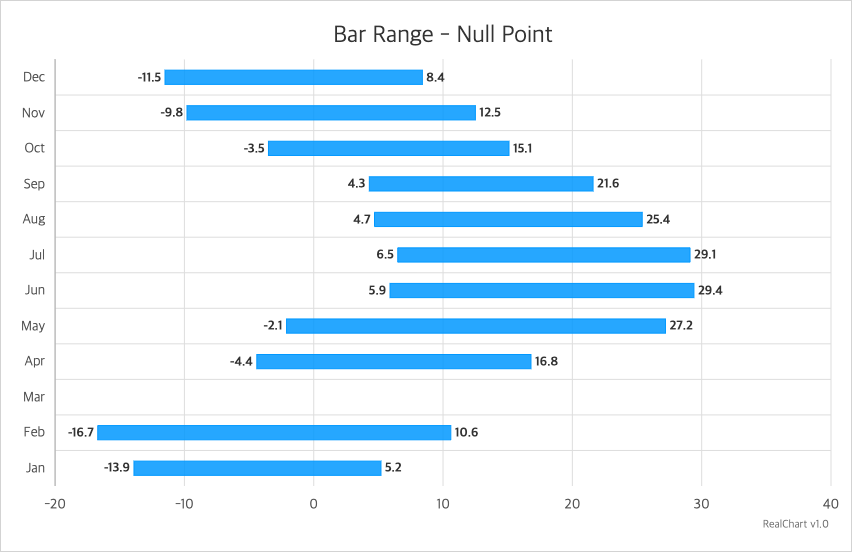 Bar Range - Null Point
Dec -11.5 8.4
Nov -9.8 12.5
Oct -3.5 15.1
Sep 4.3 21.6
Aug 4.7 25.4
Jul 6.5 29.1
Jun 5.9 29.4
May -2.1 27.2
Apr -4.4 16.8
Mar
Feb -16.7 10.6
Jan -13.9 5.2
-20 -10 0 10 20 30 40
RealChart v1.0